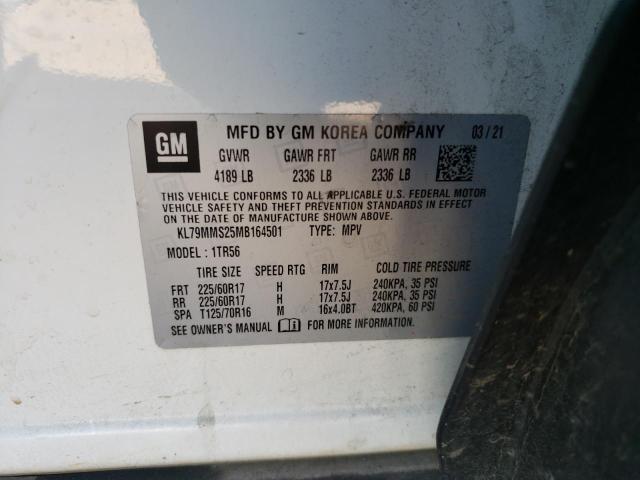 GM MFD BY GM KOREA COMPANY 03/21
GVWR GAWR FRT GAWR RR
4189 LB 2336 LB 2336 LB
THIS VEHICLE CONFORMS TO ALL APPLICABLE U.S. FEDERAL MOTOR
VEHICLE SAFETY AND THEFT PREVENTION STANDARDS IN EFFECT
ON THE DATE OF MANUFACTURE SHOWN ABOVE.
KL79MMS25MB164501 TYPE: MPV
MODEL: 1TR56
TIRE SIZE SPEED RTG RIM COLD TIRE PRESSURE
FRT 225/60R17 H 17x7.5J 240KPA, 35 PSI
RR 225/60R17 H 17x7.5J 240KPA, 35 PSI
SPA T125/70R16 M 16x4.0BT 420KPA, 60 PSI
SEE OWNER'S MANUAL FOR MORE INFORMATION.